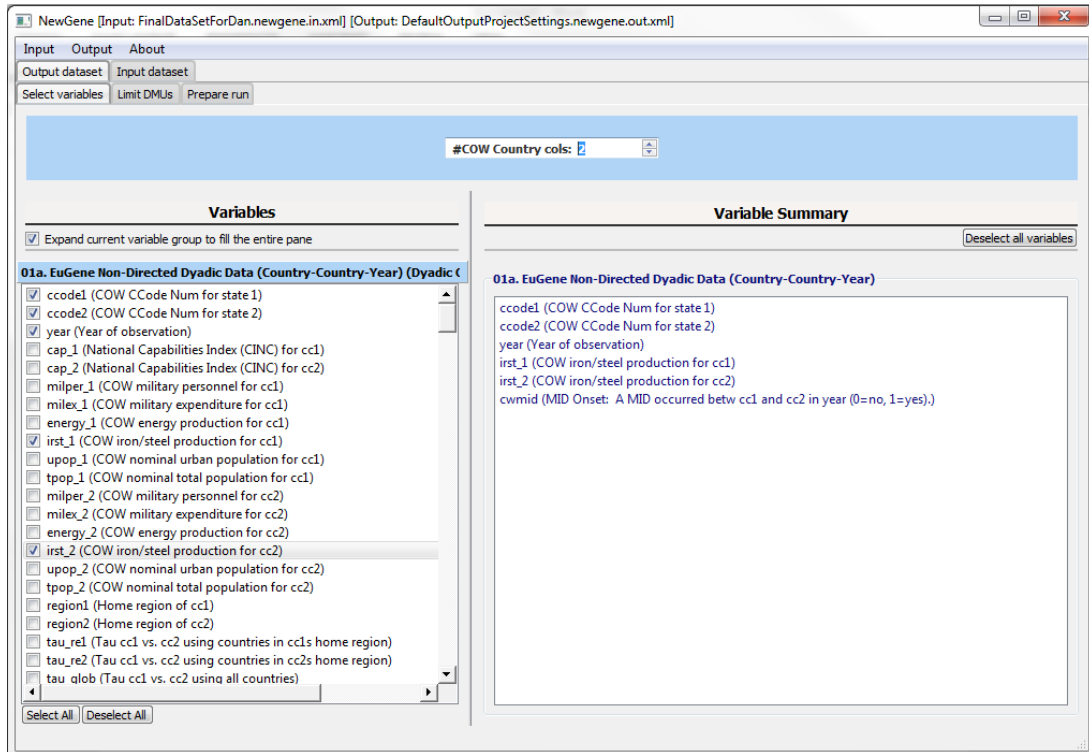 NewGene [Input: FinalDataSetForDan.newgene.in.xml] [Output: DefaultOutputProjectSettings.newgene.out.xml]
Input Output About
Output dataset Input dataset
Select variables Limit DMUs Prepare run
#COW Country cols: 2
Variables
Expand current variable group to fill the entire pane
01a. EuGene Non-Directed Dyadic Data (Country-Country-Year) (Dyadic (
ccode1 (COW CCode Num for state 1)
ccode2 (COW CCode Num for state 2)
year (Year of observation)
cap_1 (National Capabilities Index (CINC) for cc1)
cap_2 (National Capabilities Index (CINC) for cc2)
milper_1 (COW military personnel for cc1)
milex_1 (COW military expenditure for cc1)
energy_1 (COW energy production for cc1)
irst_1 (COW iron/steel production for cc1)
upop_1 (COW nominal urban population for cc1)
tpop_1 (COW nominal total population for cc1)
milper_2 (COW military personnel for cc2)
milex_2 (COW military expenditure for cc2)
energy_2 (COW energy production for cc2)
irst_2 (COW iron/steel production for cc2)
upop_2 (COW nominal urban population for cc2)
tpop_2 (COW nominal total population for cc2)
region1 (Home region of cc1)
region2 (Home region of cc2)
tau_re1 (Tau cc1 vs. cc2 using countries in cc1s home region)
tau_re2 (Tau cc1 vs. cc2 using countries in cc2s home region)
tau_glob (Tau cc1 vs. cc2 using all countries)
Select All Deselect All
Variable Summary
Deselect all variables
01a. EuGene Non-Directed Dyadic Data (Country-Country-Year)
ccode1 (COW CCode Num for state 1)
ccode2 (COW CCode Num for state 2)
year (Year of observation)
irst_1 (COW iron/steel production for cc1)
irst_2 (COW iron/steel production for cc2)
cwmid (MID Onset:  A MID occurred betw cc1 and cc2 in year (0=no, 1=yes).)